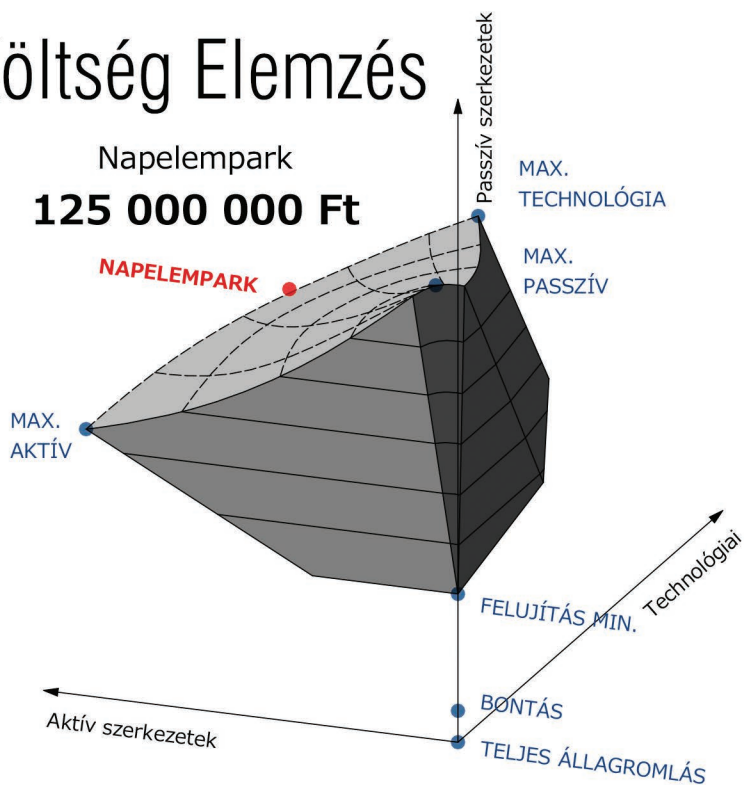 öltség Elemzés
Napelempark
125 000 000 Ft
Passzív szerkezetek
MAX.
TECHNOLÓGIA
MAX.
PASSZÍV
NAPELEMPARK
MAX.
AKTÍV
Technológiai
FELUJÍTÁS MIN.
BONTÁS
Aktív szerkezetek
TELJES ÁLLAGROMLÁS